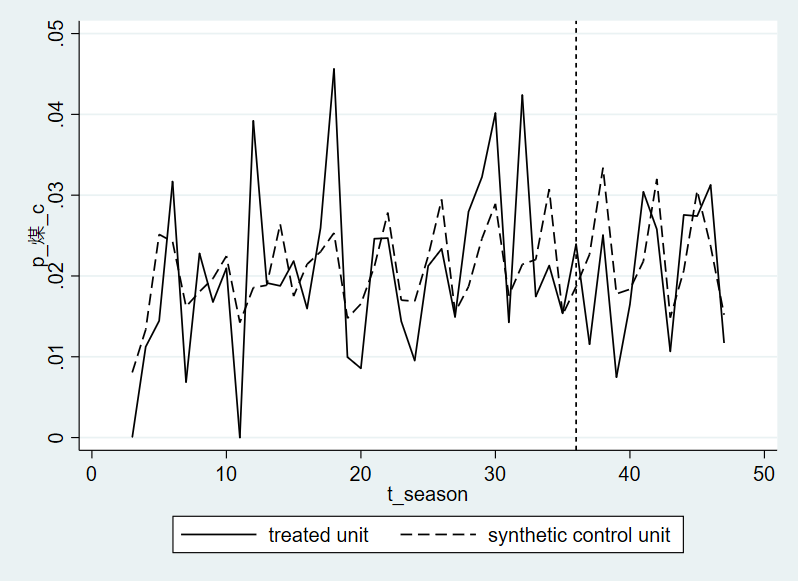 p_煤_c
.05
.04
.03
.02
.01
0
0 10 20 30 40 50
t_season
treated unit synthetic control unit